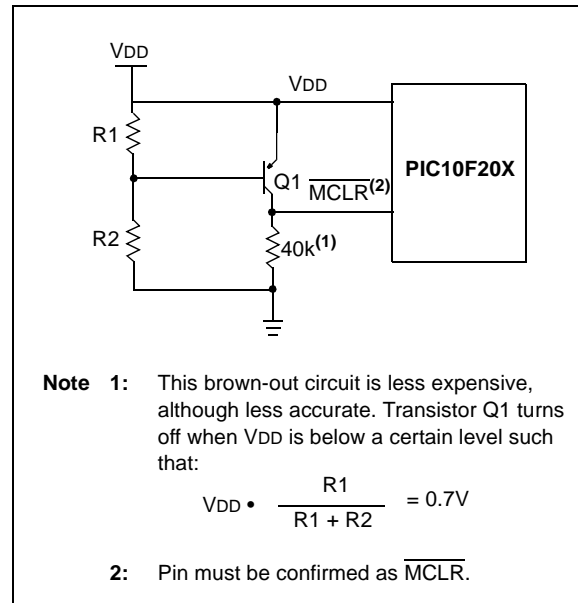 VDD
VDD
R1
PIC10F20X
Q1
MCLR(2)
R2
40k(1)
Note 1: This brown-out circuit is less expensive,
although less accurate. Transistor Q1 turns
off when VDD is below a certain level such
that:
VDD • R1 / R1 + R2 = 0.7V
2: Pin must be confirmed as MCLR.